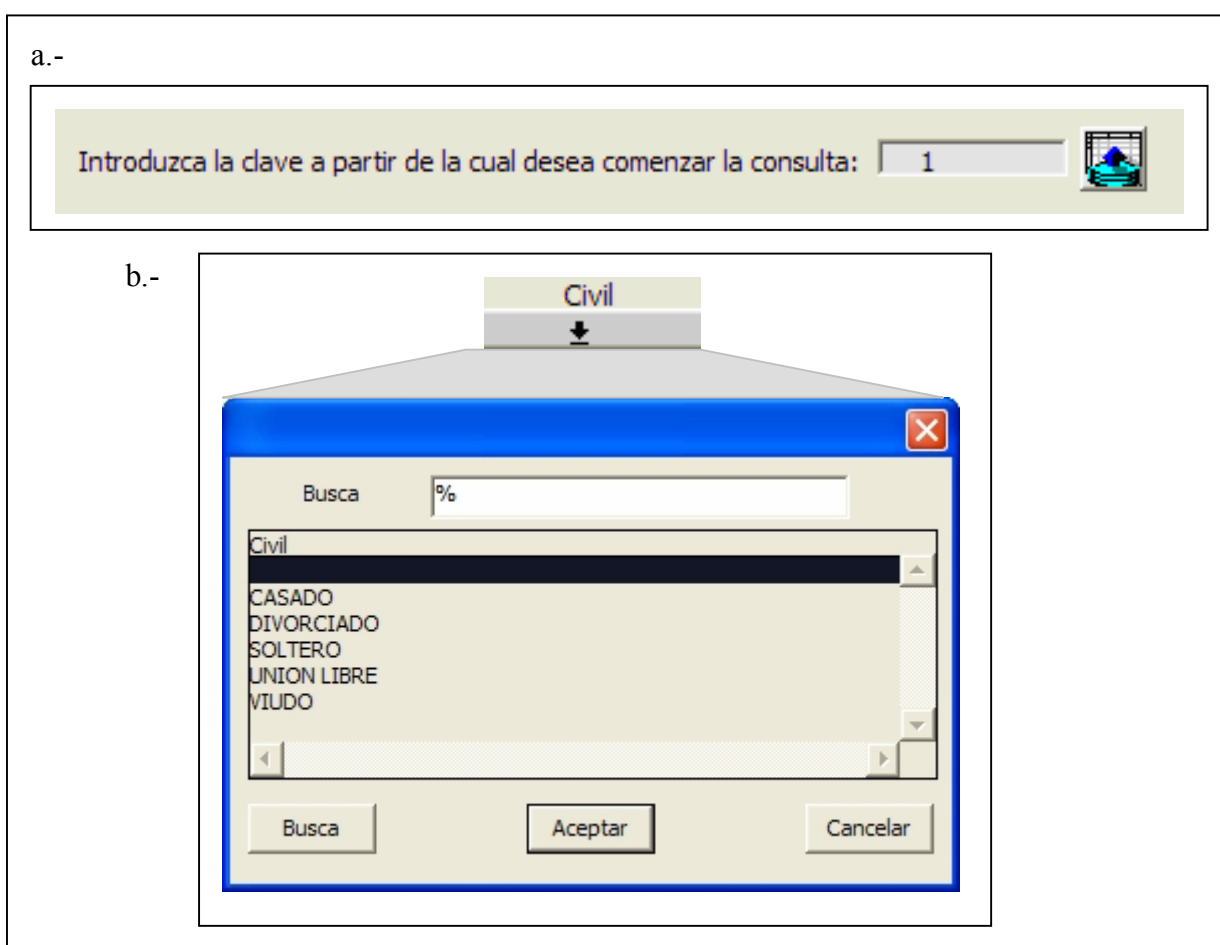 a.-
Introduzca la clave a partir de la cual desea comenzar la consulta: 1
b.-
Civil
Busca %
Civil
CASADO
DIVORCIADO
SOLTERO
UNION LIBRE
VIUDO
Busca Aceptar Cancelar